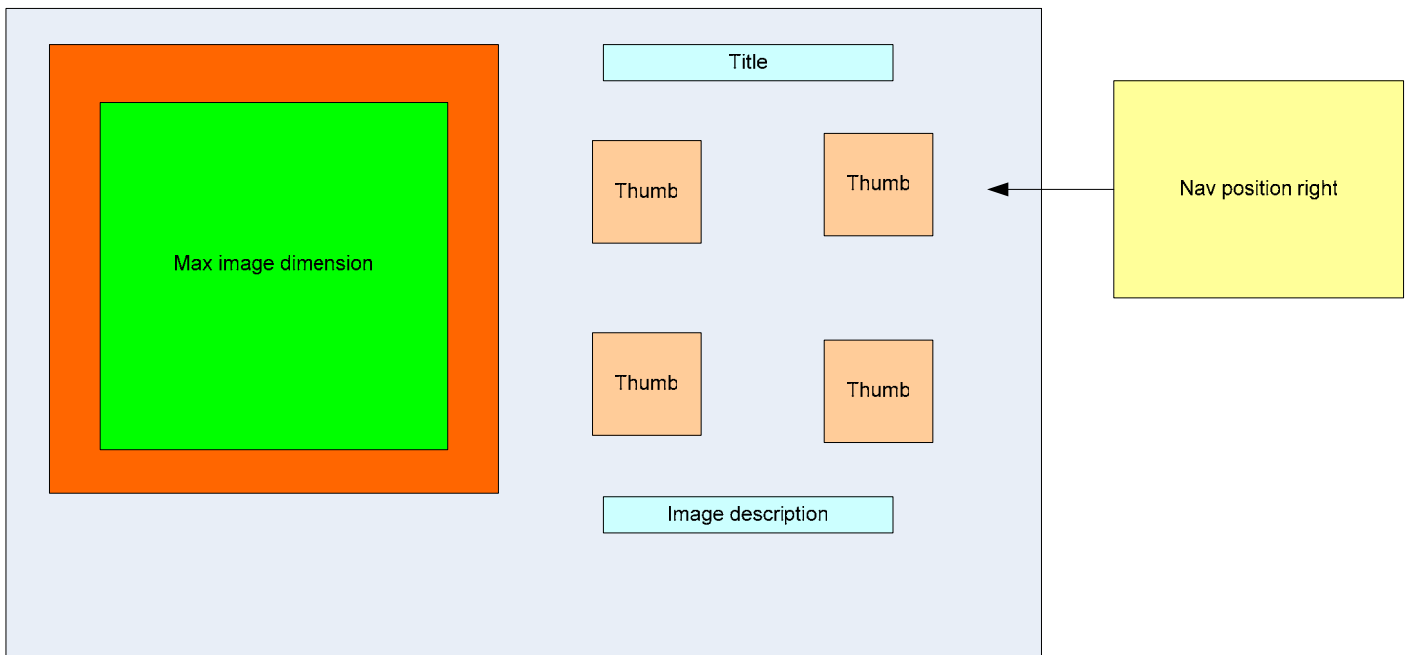 Title
Thumb
Thumb
Nav position right
Max image dimension
Thumb
Thumb
Image description